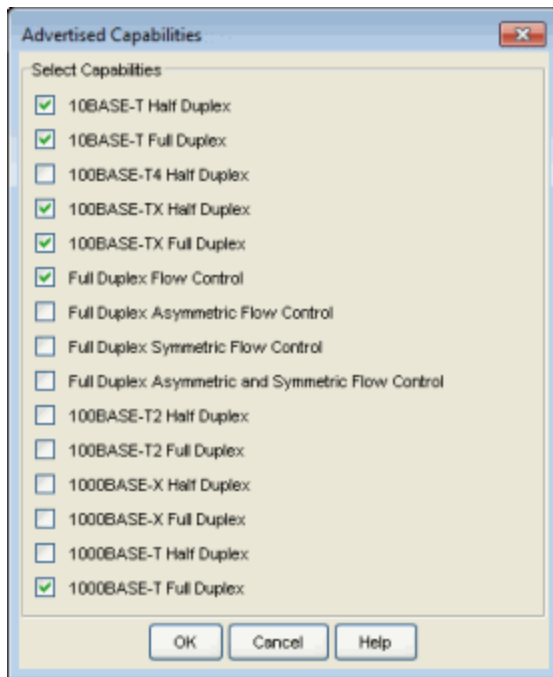 Advertised Capabilities
Select Capabilities
10BASE-T Half Duplex
10BASE-T Full Duplex
100BASE-T4 Half Duplex
100BASE-TX Half Duplex
100BASE-TX Full Duplex
Full Duplex Flow Control
Full Duplex Asymmetric Flow Control
Full Duplex Symmetric Flow Control
Full Duplex Asymmetric and Symmetric Flow Control
100BASE-T2 Half Duplex
100BASE-T2 Full Duplex
1000BASE-X Half Duplex
1000BASE-X Full Duplex
1000BASE-T Half Duplex
1000BASE-T Full Duplex
OK Cancel Help